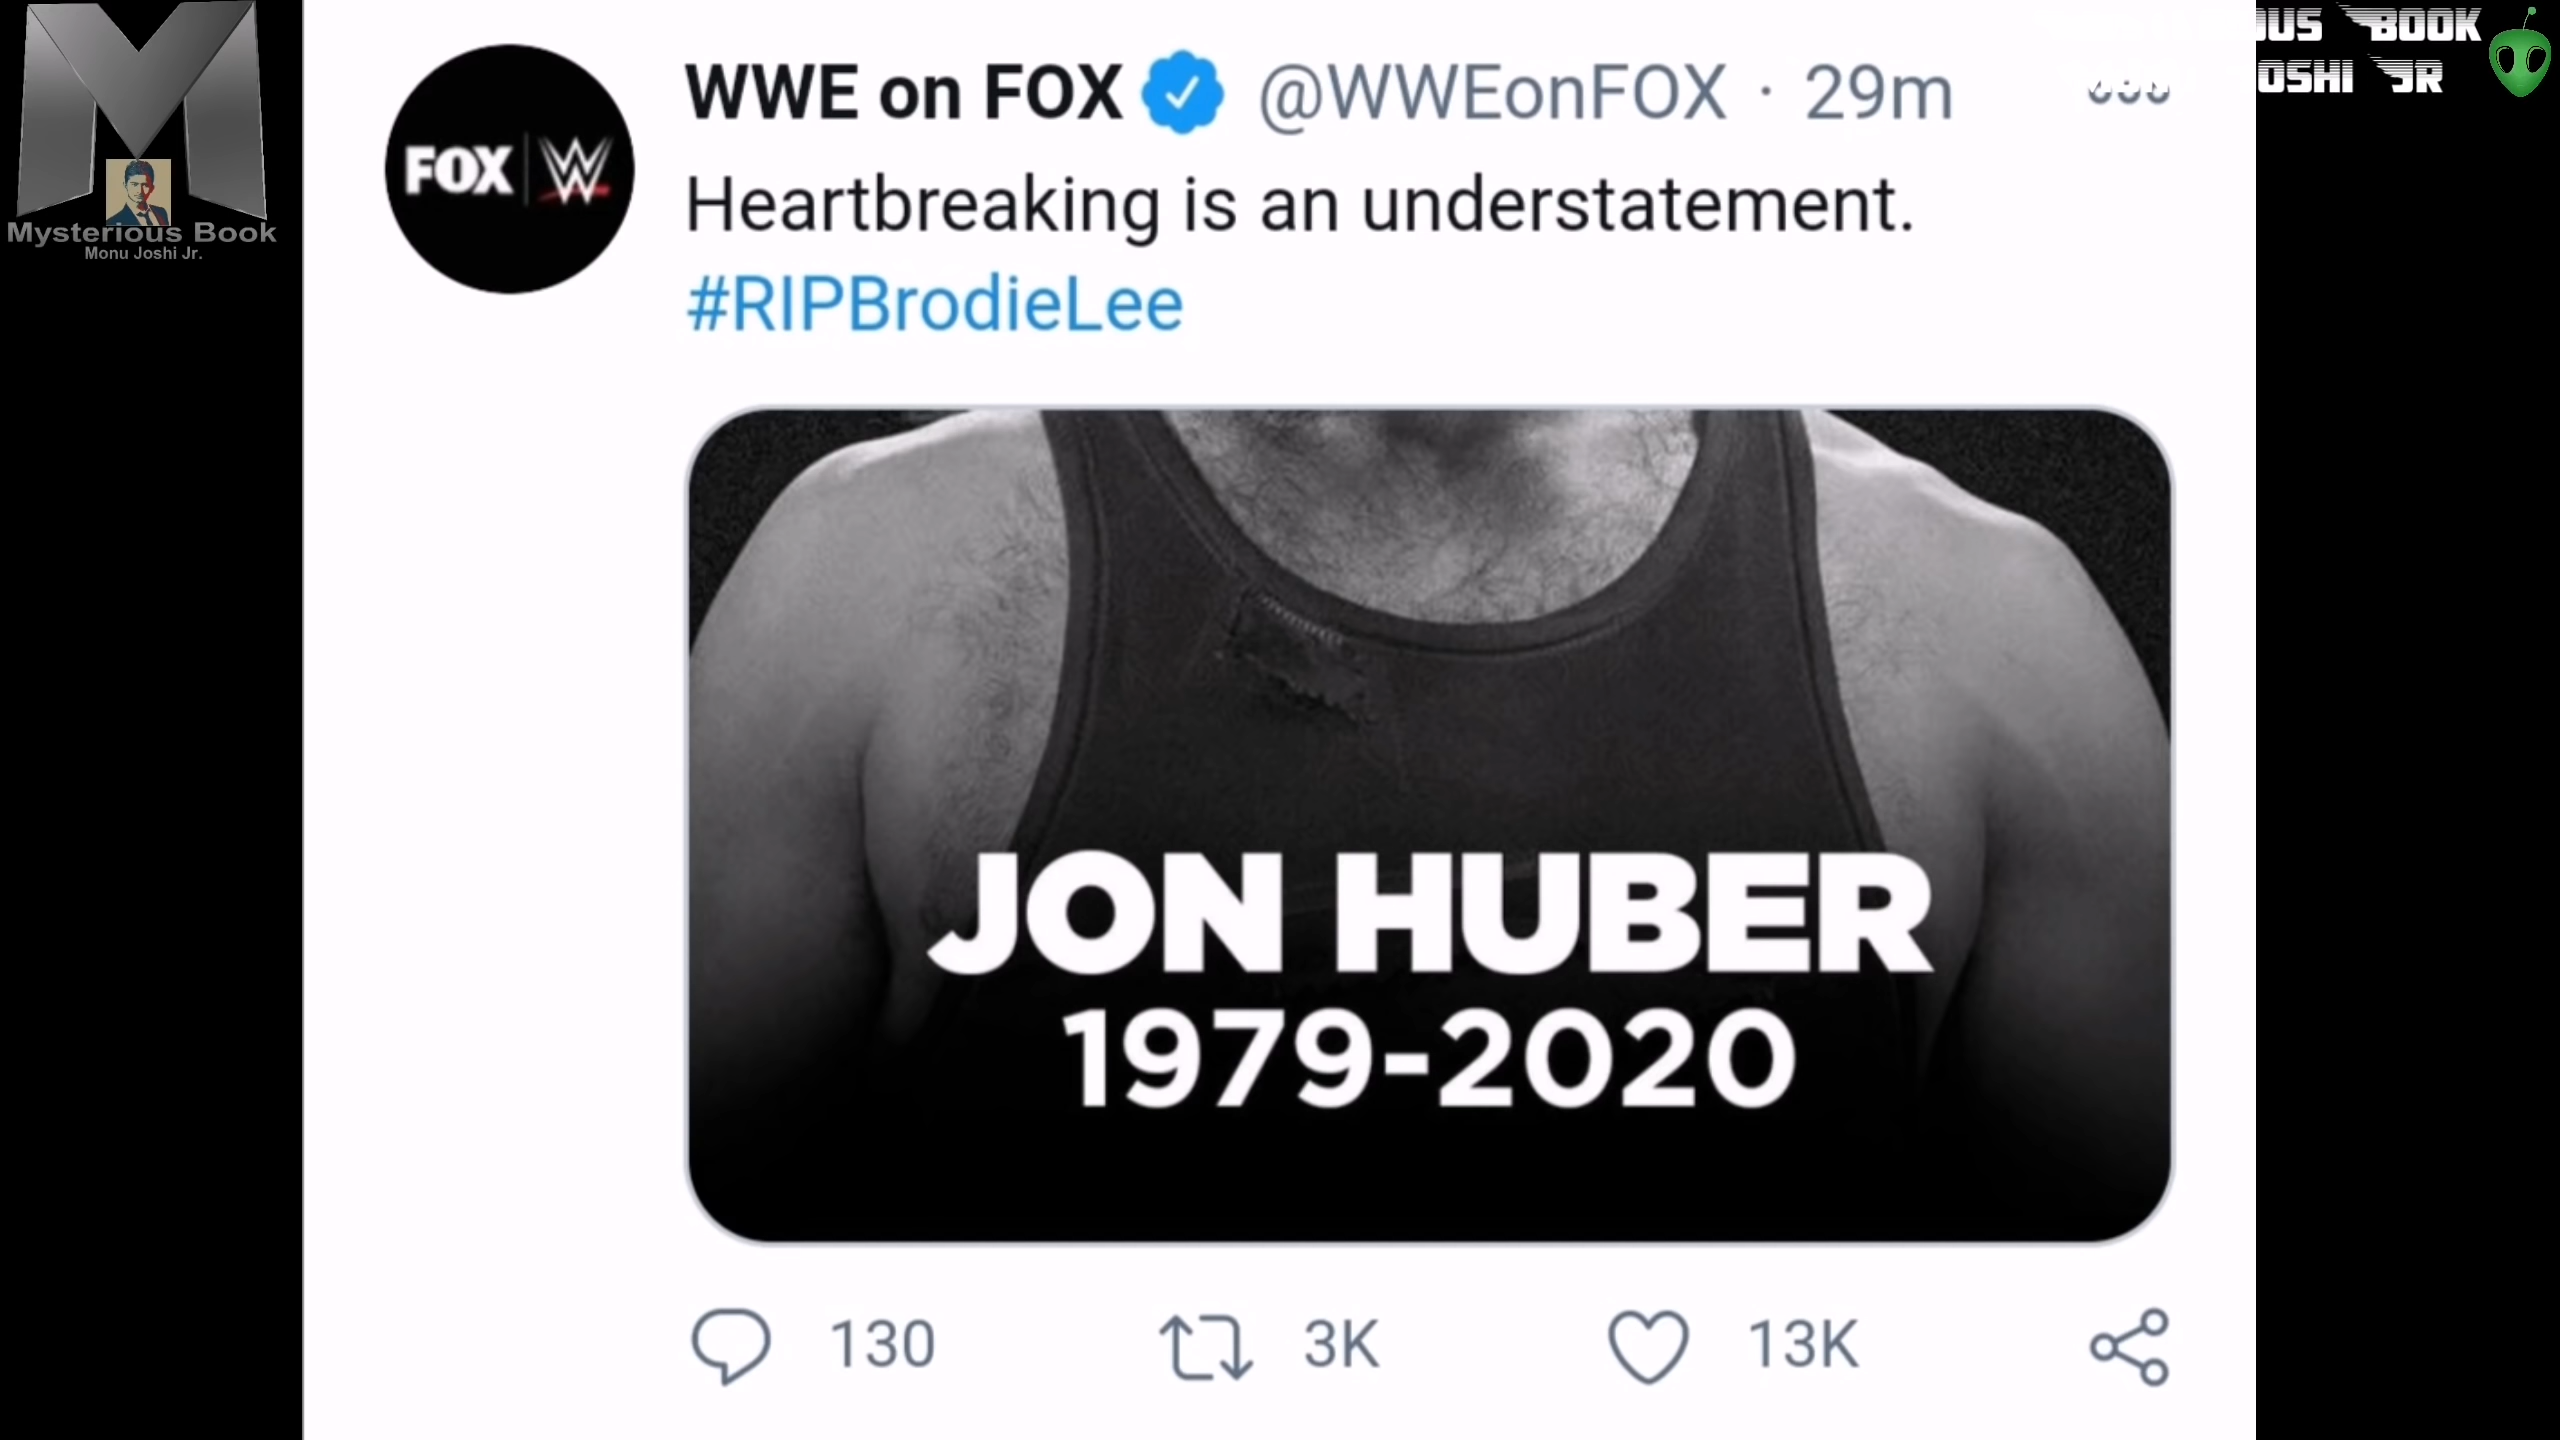 Mysterious Book
Monu Joshi Jr.
FOX W
WWE on FOX @WWEonFOX · 29m
Heartbreaking is an understatement.
#RIPBrodieLee
BOOK
JR
JON HUBER
1979-2020
130 3K 13K